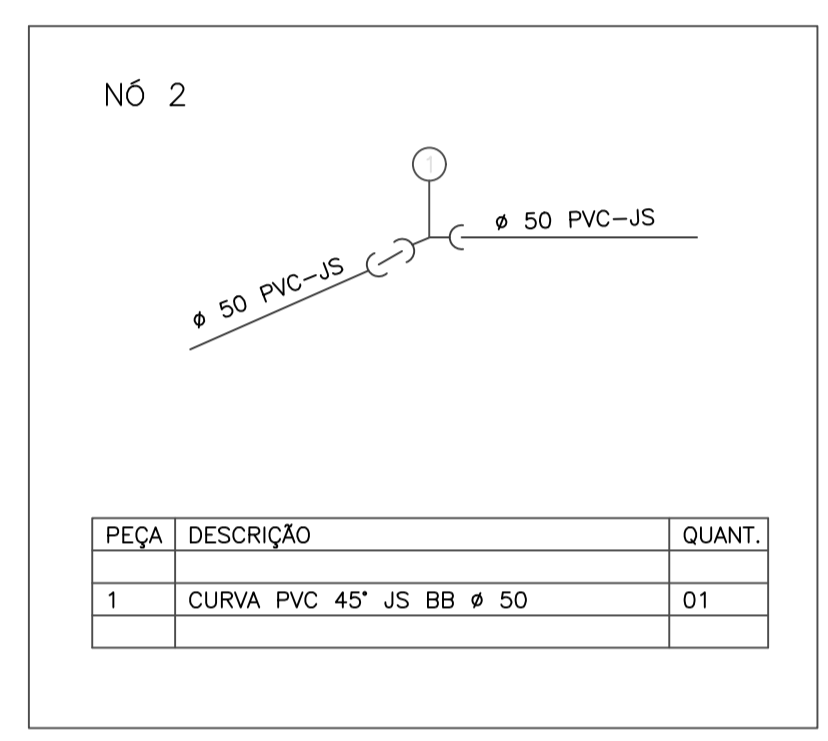 NÓ 2
1
ø 50 PVC-JS
ø 50 PVC-JS
PEÇA DESCRIÇÃO QUANT.
1 CURVA PVC 45° JS BB ø 50 01